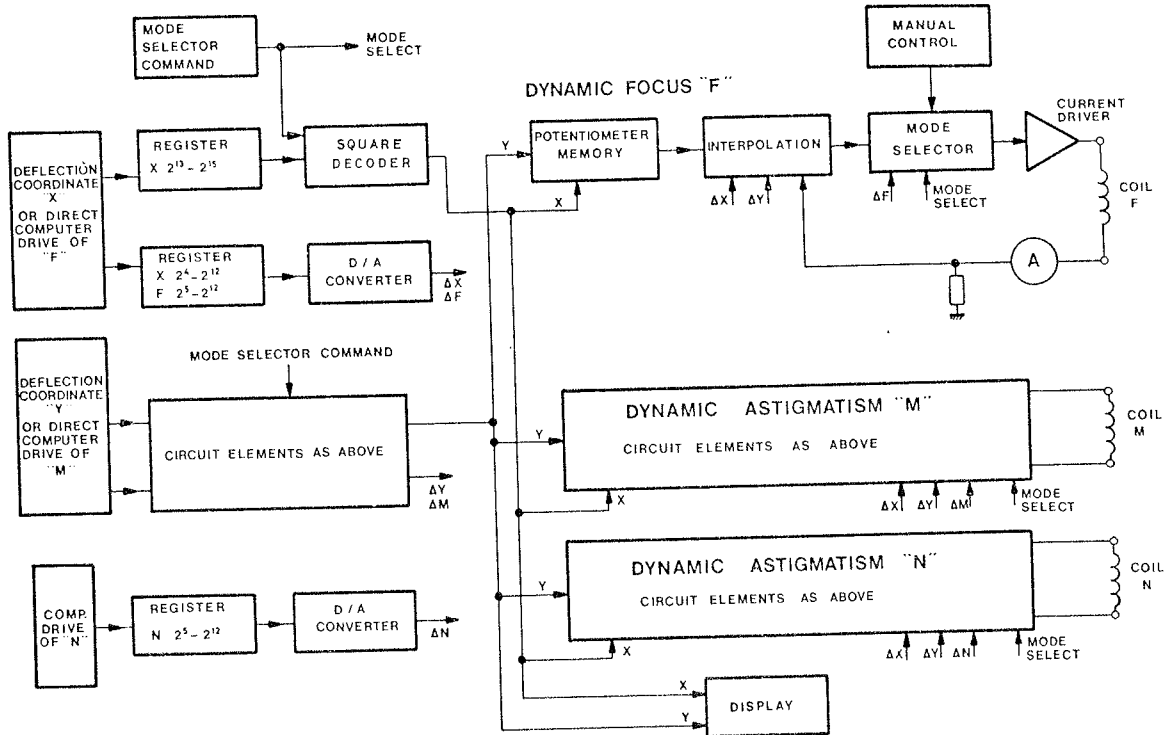 MODE
SELECTOR
COMMAND
MODE
SELECT
MANUAL
CONTROL
DYNAMIC FOCUS "F"
CURRENT
DRIVER
DEFLECTION
COORDINATE
"X"
OR DIRECT
COMPUTER
DRIVE OF
"F"
REGISTER
X 2¹³–2¹⁵
SQUARE
DECODER
Y
POTENTIOMETER
MEMORY
X
INTERPOLATION
ΔX ΔY
MODE
SELECTOR
ΔF
MODE
SELECT
COIL
F
A
REGISTER
X 2⁴–2¹²
F 2⁵–2¹²
D/A
CONVERTER
ΔX
ΔF
MODE SELECTOR COMMAND
DEFLECTION
COORDINATE
"Y"
OR DIRECT
COMPUTER
DRIVE OF
"M"
CIRCUIT ELEMENTS AS ABOVE
ΔY
ΔM
Y
DYNAMIC ASTIGMATISM "M"
CIRCUIT ELEMENTS AS ABOVE
X
ΔX ΔY ΔM
MODE
SELECT
COIL
M
COMP.
DRIVE
OF "N"
REGISTER
N 2⁵–2¹²
D/A
CONVERTER
ΔN
Y
DYNAMIC ASTIGMATISM "N"
CIRCUIT ELEMENTS AS ABOVE
X
ΔX ΔY ΔN
MODE
SELECT
COIL
N
X
Y
DISPLAY